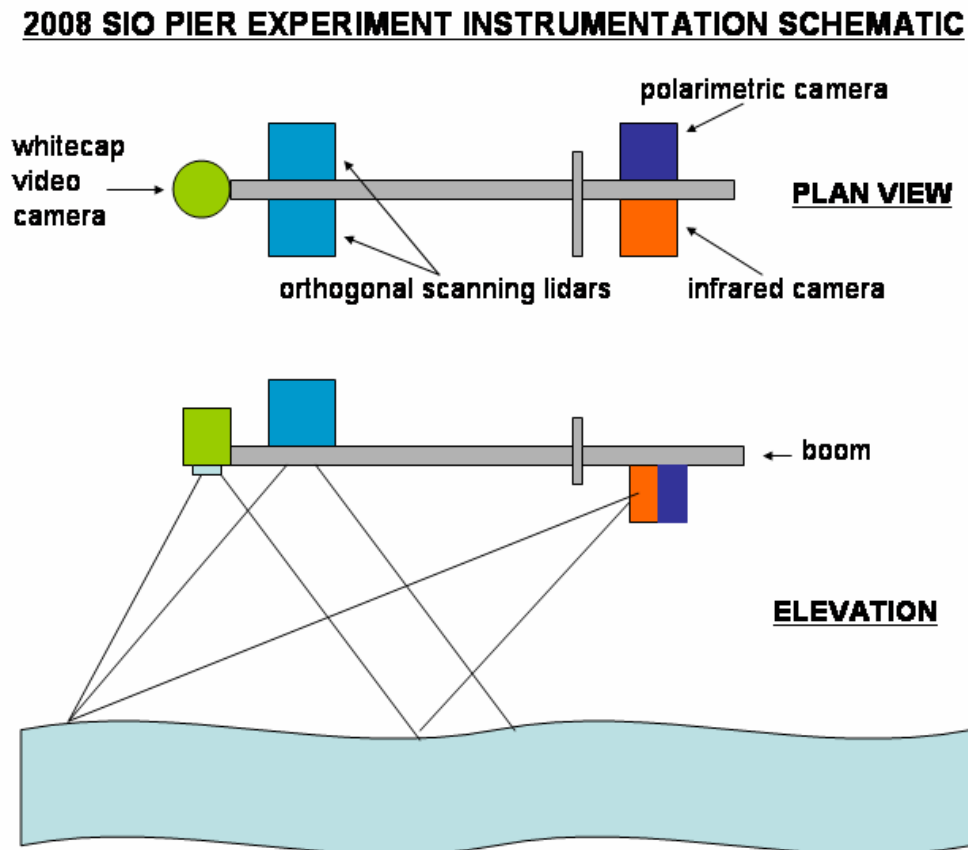 2008 SIO PIER EXPERIMENT INSTRUMENTATION SCHEMATIC
polarimetric camera
whitecap
video
camera
PLAN VIEW
orthogonal scanning lidars
infrared camera
boom
ELEVATION